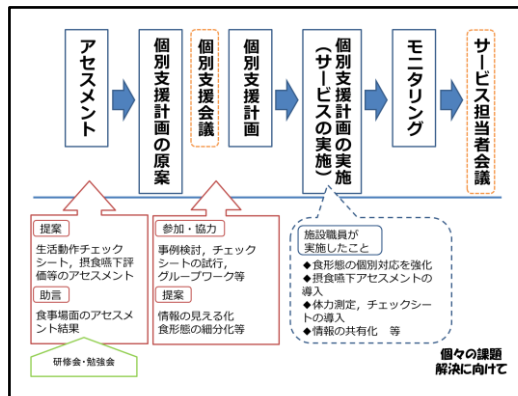 アセスメント
個別支援計画の原案
個別支援会議
個別支援計画
個別支援計画の実施
（サービスの実施）
モニタリング
サービス担当者会議
提案
生活動作チェック
シート，摂食嚥下評
価等のアセスメント
助言
食事場面のアセスメ
ント結果
研修会・勉強会
参加・協力
事例検討，チェック
シートの試行，
グループワーク等
提案
情報の見える化
食形態の細分化等
施設職員が
実施したこと
◆食形態の個別対応を強化
◆摂食嚥下アセスメントの
導入
◆体力測定，チェックシー
トの導入
◆情報の共有化　等
個々の課題
解決に向けて